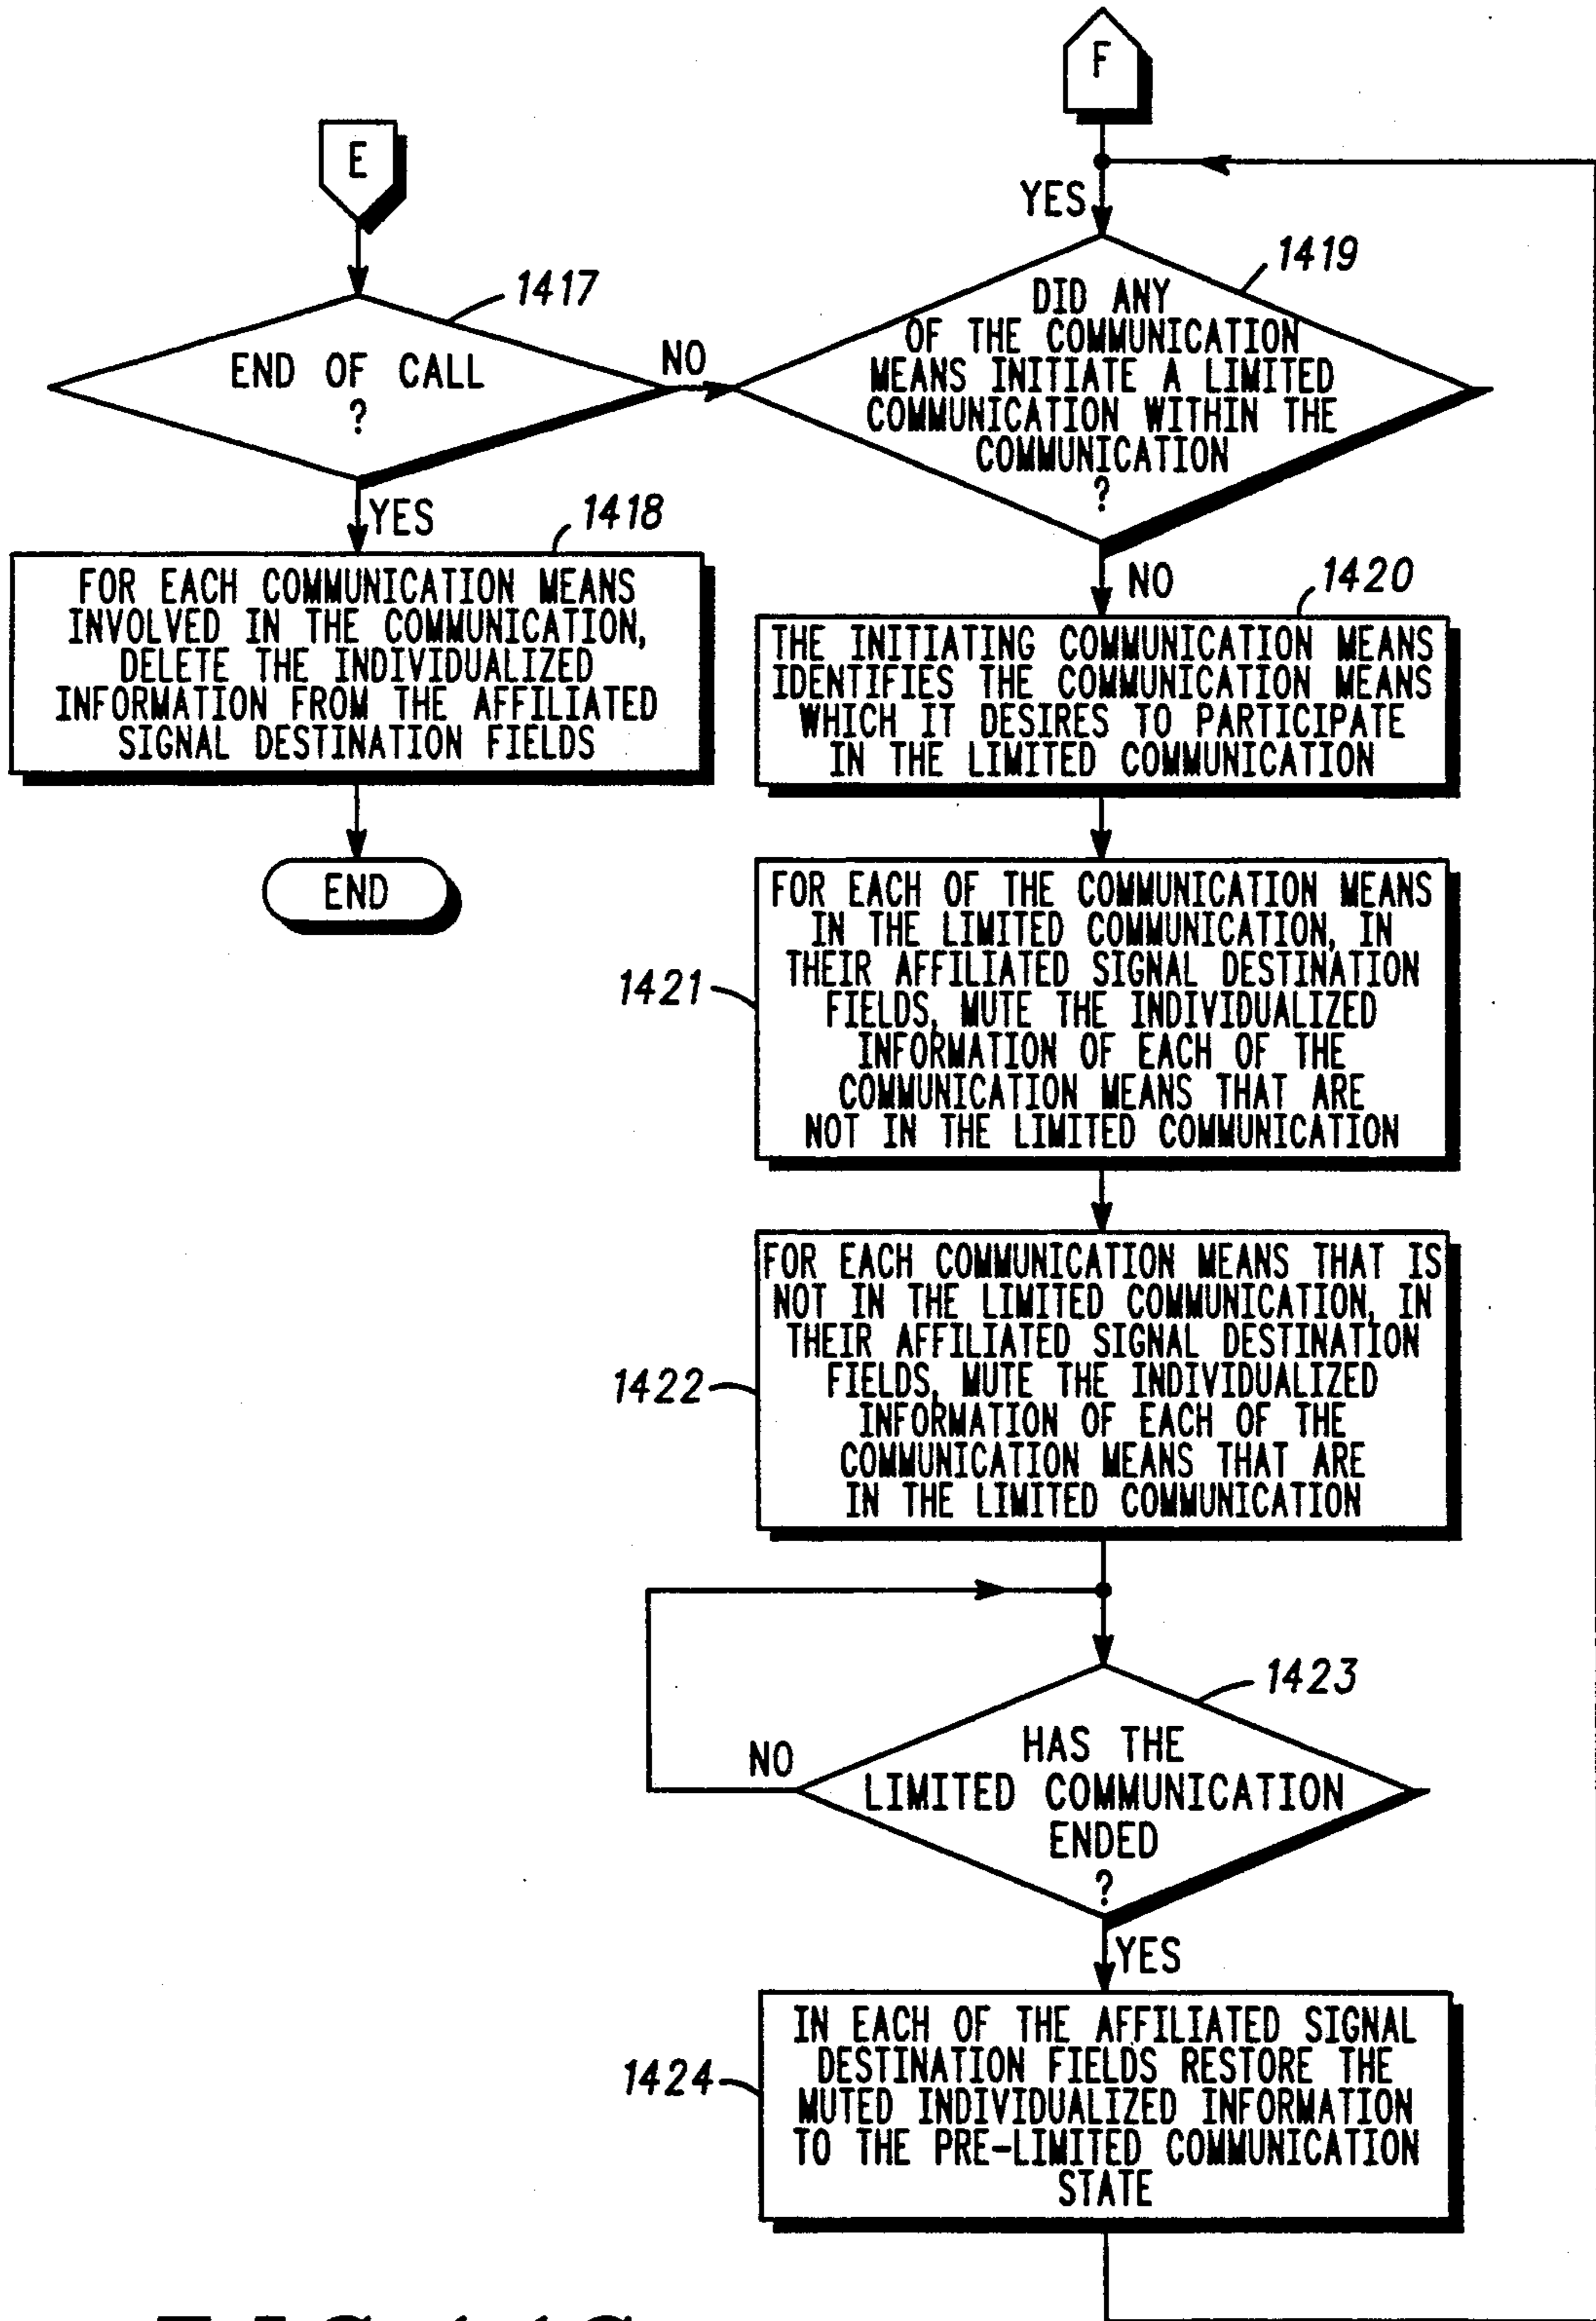 F
E
YES
1419
1417
DID ANY
OF THE COMMUNICATION
MEANS INITIATE A LIMITED
COMMUNICATION WITHIN THE
COMMUNICATION
?
END OF CALL
?
NO
YES
1418
NO
1420
FOR EACH COMMUNICATION MEANS
INVOLVED IN THE COMMUNICATION,
DELETE THE INDIVIDUALIZED
INFORMATION FROM THE AFFILIATED
SIGNAL DESTINATION FIELDS
THE INITIATING COMMUNICATION MEANS
IDENTIFIES THE COMMUNICATION MEANS
WHICH IT DESIRES TO PARTICIPATE
IN THE LIMITED COMMUNICATION
END
1421
FOR EACH OF THE COMMUNICATION MEANS
IN THE LIMITED COMMUNICATION, IN
THEIR AFFILIATED SIGNAL DESTINATION
FIELDS, MUTE THE INDIVIDUALIZED
INFORMATION OF EACH OF THE
COMMUNICATION MEANS THAT ARE
NOT IN THE LIMITED COMMUNICATION
1422
FOR EACH COMMUNICATION MEANS THAT IS
NOT IN THE LIMITED COMMUNICATION, IN
THEIR AFFILIATED SIGNAL DESTINATION
FIELDS, MUTE THE INDIVIDUALIZED
INFORMATION OF EACH OF THE
COMMUNICATION MEANS THAT ARE
IN THE LIMITED COMMUNICATION
1423
NO
HAS THE
LIMITED COMMUNICATION
ENDED
?
YES
1424
IN EACH OF THE AFFILIATED SIGNAL
DESTINATION FIELDS RESTORE THE
MUTED INDIVIDUALIZED INFORMATION
TO THE PRE-LIMITED COMMUNICATION
STATE